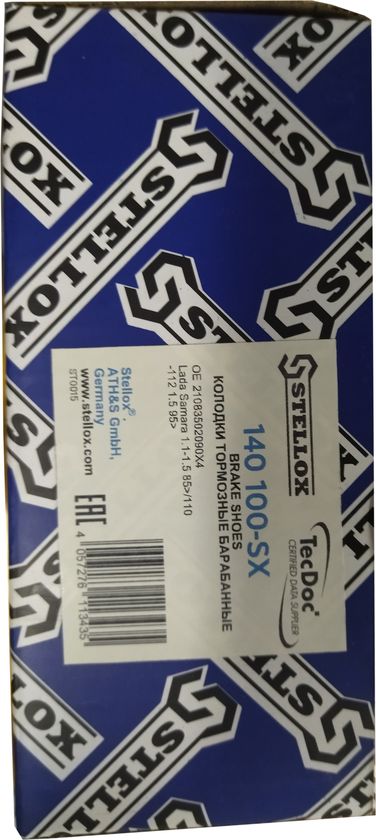 STELLOX
TecDoc®
CERTIFIED DATA SUPPLIER
140 100-SX
BRAKE SHOES
КОЛОДКИ ТОРМОЗНЫЕ БАРАБАННЫЕ
OE 21083502090X4
Lada Samara 1.1-1.5 85>/110
-112 1.5 95>
Stellox®
ATH&S GmbH,
Germany
www.stellox.com
ST0015
EAC
4 057276 113435
STELLOX
STELLOX
STELLOX